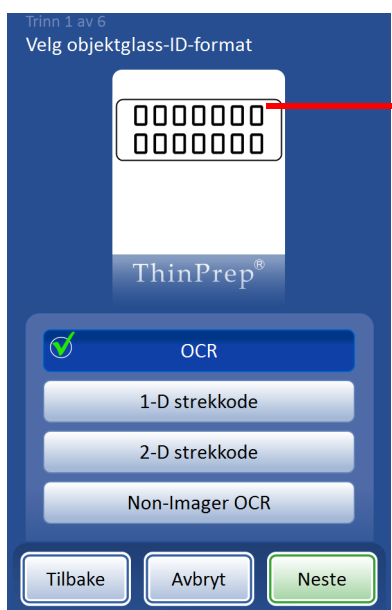 Trinn 1 av 6
Velg objektglass-ID-format
0000000
0000000
ThinPrep®
OCR
1-D strekkode
2-D strekkode
Non-Imager OCR
Tilbake
Avbryt
Neste